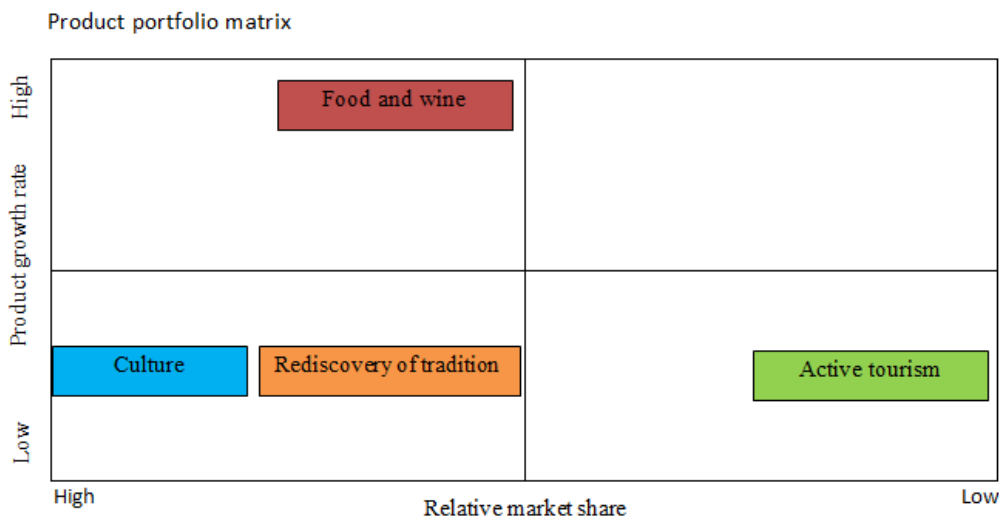 Product portfolio matrix
High
Product growth rate
Low
Food and wine
Culture
Rediscovery of tradition
Active tourism
High
Relative market share
Low